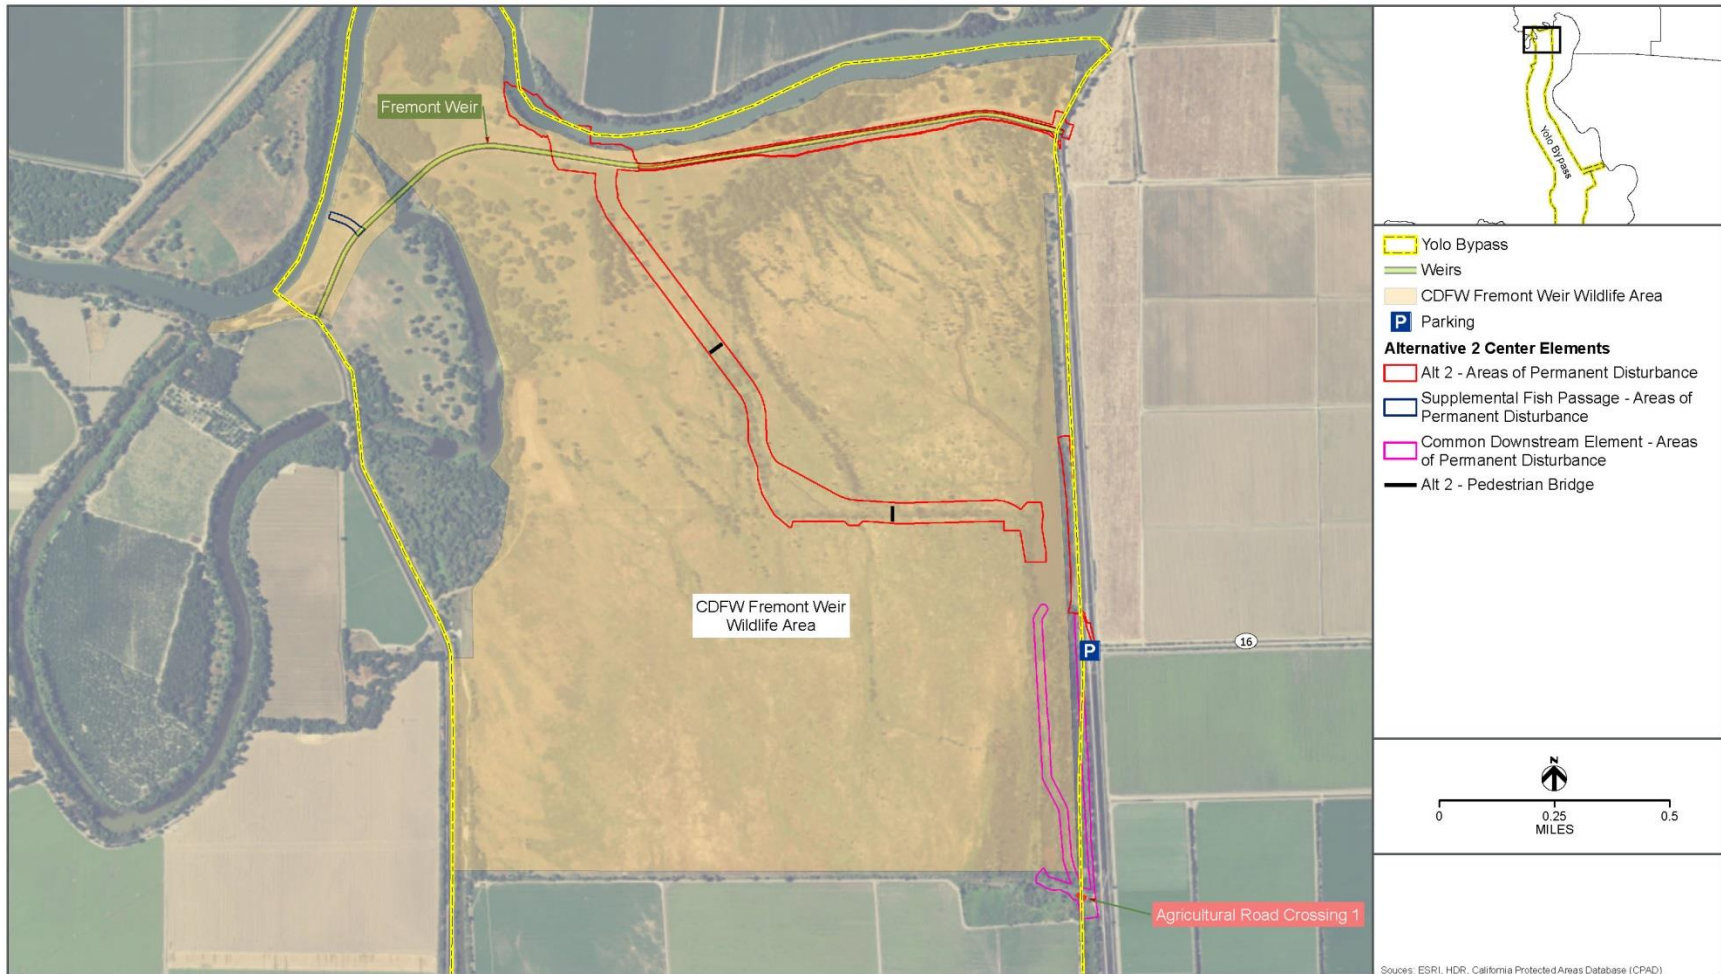 Fremont Weir
CDFW Fremont Weir
Wildlife Area
P
16
Agricultural Road Crossing 1
Yolo Bypass
Yolo Bypass
Weirs
CDFW Fremont Weir Wildlife Area
P Parking
Alternative 2 Center Elements
Alt 2 - Areas of Permanent Disturbance
Supplemental Fish Passage - Areas of
Permanent Disturbance
Common Downstream Element - Areas
of Permanent Disturbance
Alt 2 - Pedestrian Bridge
N
0 0.25 0.5
MILES
Souces: ESRI, HDR, California Protected Areas Database (CPAD)